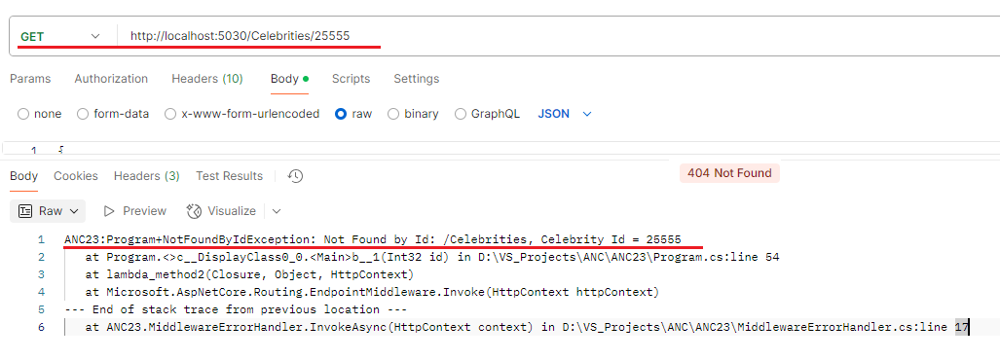 GET http://localhost:5030/Celebrities/25555
Params Authorization Headers (10) Body Scripts Settings
none form-data x-www-form-urlencoded raw binary GraphQL JSON
1 {
Body Cookies Headers (3) Test Results 404 Not Found
Raw Preview Visualize
1 ANC23:Program+NotFoundByIdException: Not Found by Id: /Celebrities, Celebrity Id = 25555
2 at Program.<>c__DisplayClass0_0.<Main>b__1(Int32 id) in D:\VS_Projects\ANC\ANC23\Program.cs:line 54
3 at lambda_method2(Closure, Object, HttpContext)
4 at Microsoft.AspNetCore.Routing.EndpointMiddleware.Invoke(HttpContext httpContext)
5 --- End of stack trace from previous location ---
6 at ANC23.MiddlewareErrorHandler.InvokeAsync(HttpContext context) in D:\VS_Projects\ANC\ANC23\MiddlewareErrorHandler.cs:line 17